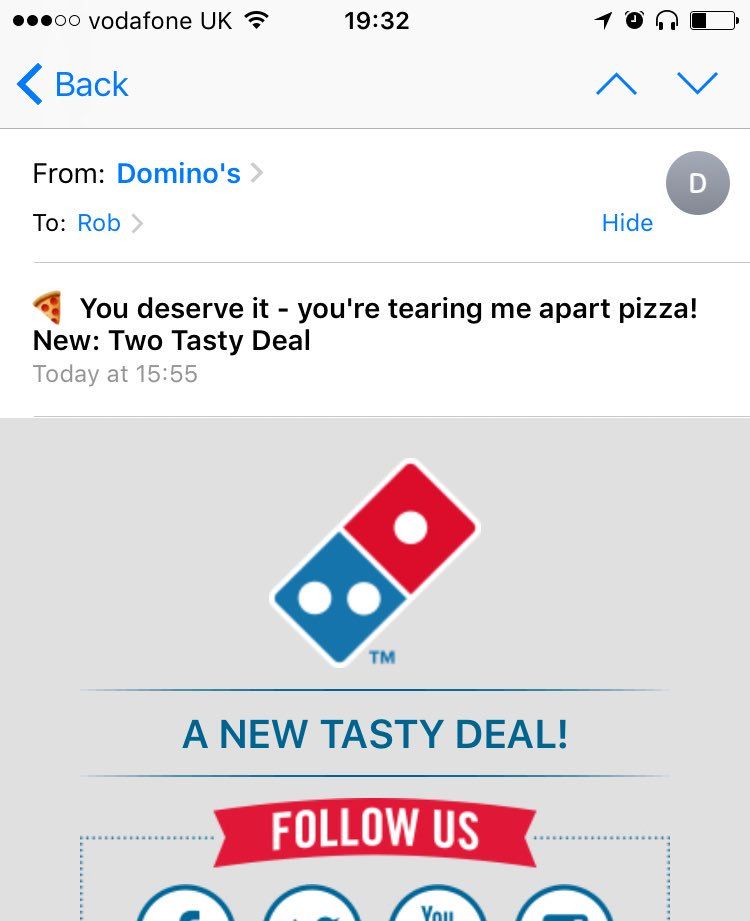 vodafone UK 19:32
Back
From: Domino's
D
To: Rob
Hide
🍕 You deserve it - you're tearing me apart pizza!
New: Two Tasty Deal
Today at 15:55
TM
A NEW TASTY DEAL!
FOLLOW US
You